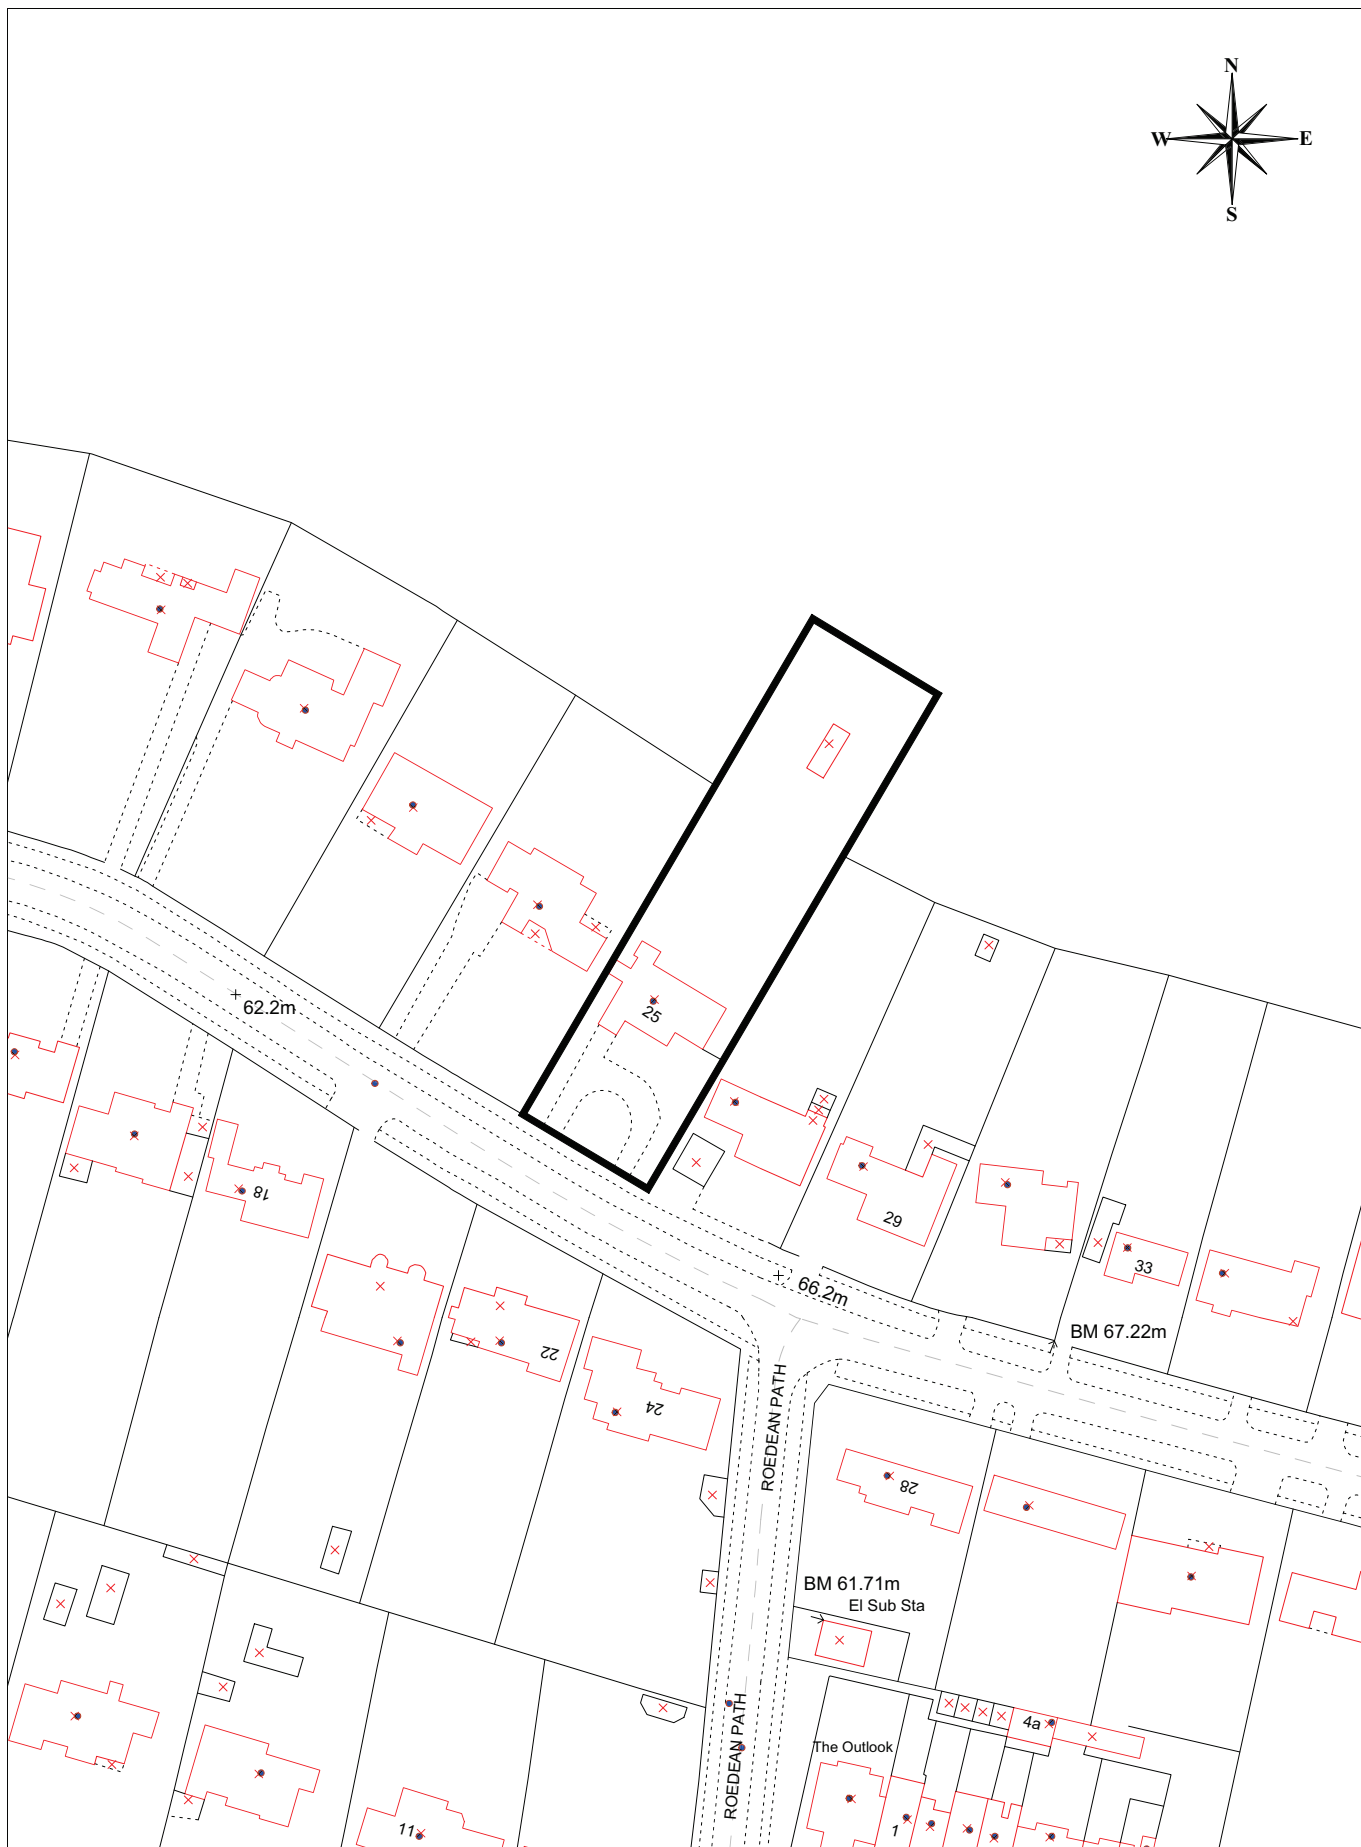 N
W E
S
62.2m
25
18
29
33
66.2m
BM 67.22m
22
24
ROEDEAN PATH
28
BM 61.71m
El Sub Sta
ROEDEAN PATH
4a
The Outlook
11
1